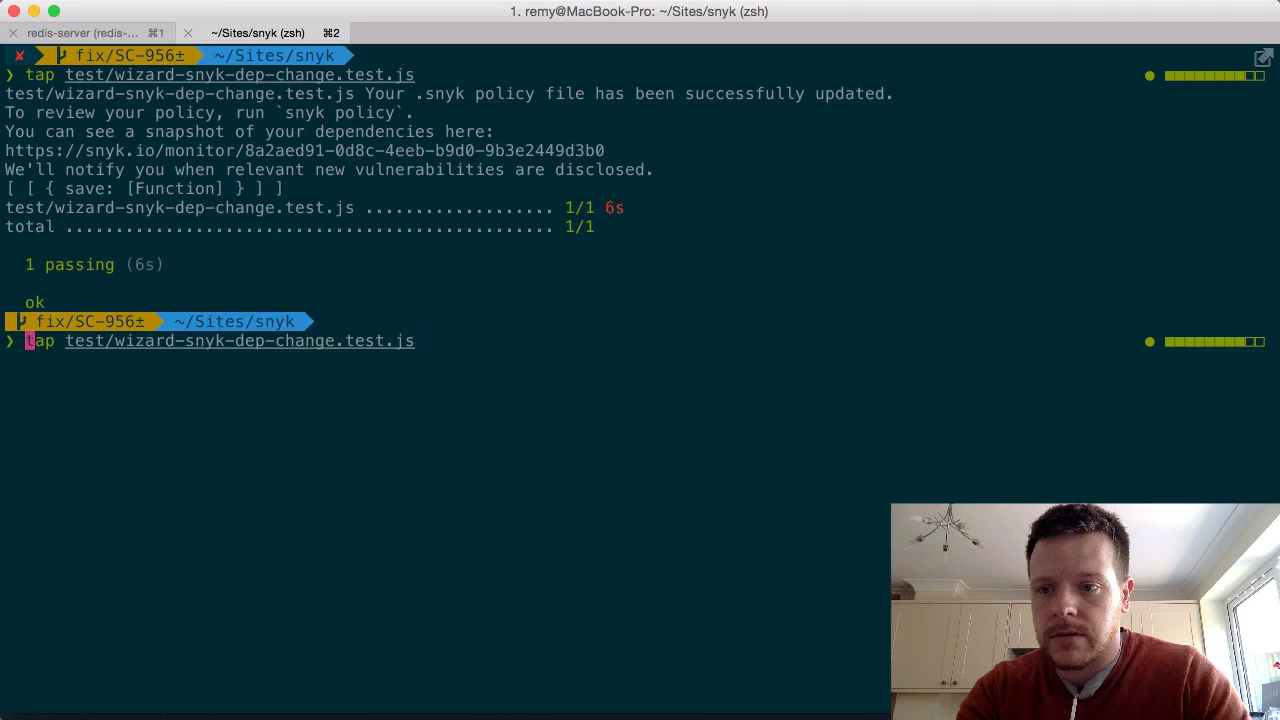 1. remy@MacBook-Pro: ~/Sites/snyk (zsh)
redis-server (redis-... ⌘1 ~/Sites/snyk (zsh) ⌘2
✘ fix/SC-956± ~/Sites/snyk
❯ tap test/wizard-snyk-dep-change.test.js
test/wizard-snyk-dep-change.test.js Your .snyk policy file has been successfully updated.
To review your policy, run `snyk policy`.
You can see a snapshot of your dependencies here:
https://snyk.io/monitor/8a2aed91-0d8c-4eeb-b9d0-9b3e2449d3b0
We'll notify you when relevant new vulnerabilities are disclosed.
[ [ { save: [Function] } ] ]
test/wizard-snyk-dep-change.test.js ................... 1/1 6s
total ................................................. 1/1
1 passing (6s)
ok
fix/SC-956± ~/Sites/snyk
❯ tap test/wizard-snyk-dep-change.test.js